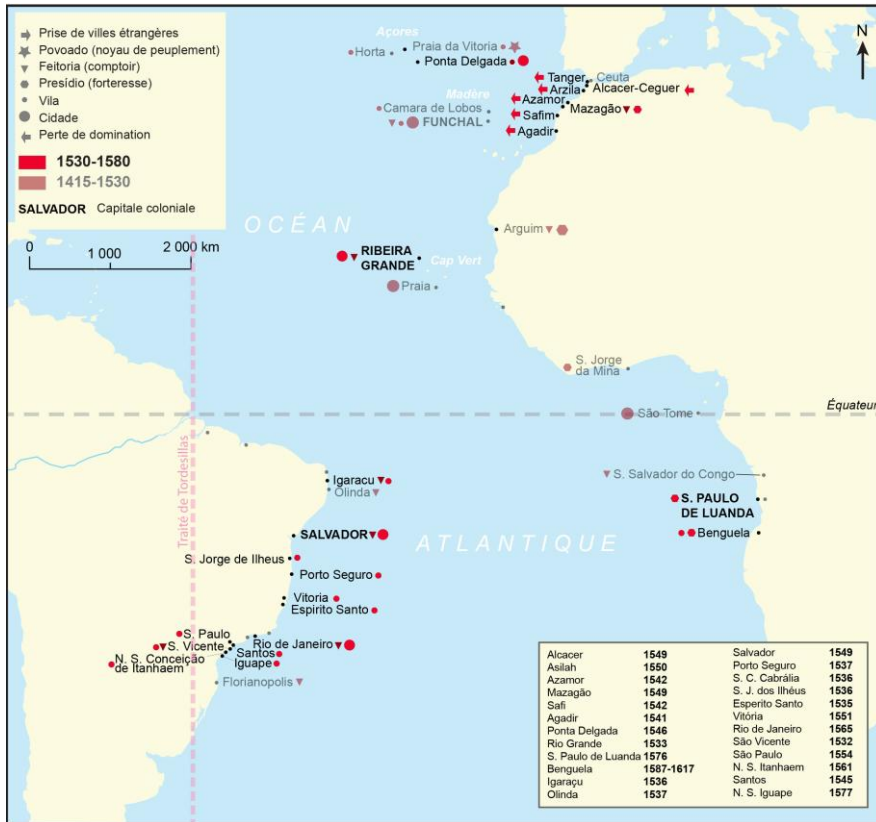 Prise de villes étrangères
Povoado (noyau de peuplement)
Feitoria (comptoir)
Presídio (forteresse)
Vila
Cidade
Perte de domination
1530-1580
1415-1530
SALVADOR Capitale coloniale
0 1 000 2 000 km
N
Açores
Horta
Praia da Vitoria
Ponta Delgada
Madère
Camara de Lobos
FUNCHAL
Tanger
Ceuta
Arzila
Alcacer-Ceguer
Azamor
Mazagão
Safim
Agadir
OCÉAN
RIBEIRA
GRANDE
Cap Vert
Praia
Arguim
S. Jorge
da Mina
Équateur
São Tome
Traité de Tordesillas
Igaracu
Olinda
S. Salvador do Congo
S. PAULO
DE LUANDA
Benguela
SALVADOR
ATLANTIQUE
S. Jorge de Ilheus
Porto Seguro
Vitoria
Espirito Santo
S. Paulo
S. Vicente
Rio de Janeiro
N. S. Conceição
de Itanhaem
Santos
Iguape
Florianopolis
Alcacer 1549
Asilah 1550
Azamor 1542
Mazagão 1549
Safi 1542
Agadir 1541
Ponta Delgada 1546
Rio Grande 1533
S. Paulo de Luanda 1576
Benguela 1587-1617
Igaraçu 1536
Olinda 1537
Salvador 1549
Porto Seguro 1537
S. C. Cabrália 1536
S. J. dos Ilhéus 1536
Esperito Santo 1535
Vitória 1551
Rio de Janeiro 1565
São Vicente 1532
São Paulo 1554
N. S. Itanhaem 1561
Santos 1545
N. S. Iguape 1577